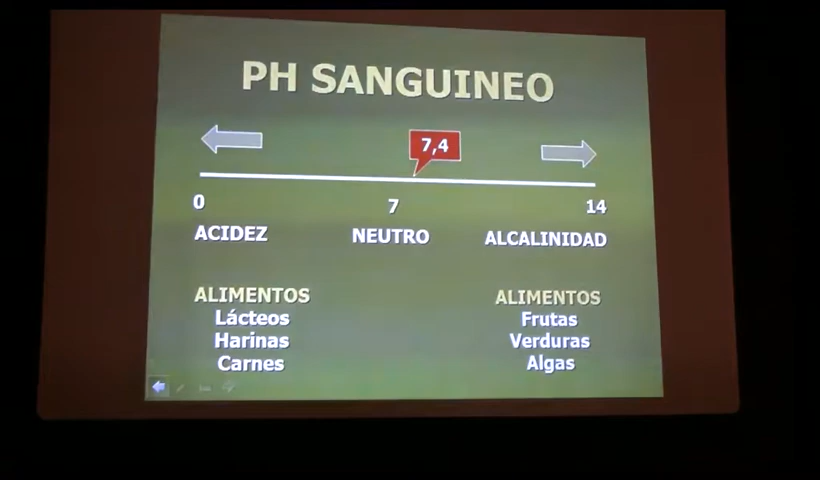 PH SANGUINEO
7,4
0 7 14
ACIDEZ NEUTRO ALCALINIDAD
ALIMENTOS ALIMENTOS
Lácteos Frutas
Harinas Verduras
Carnes Algas